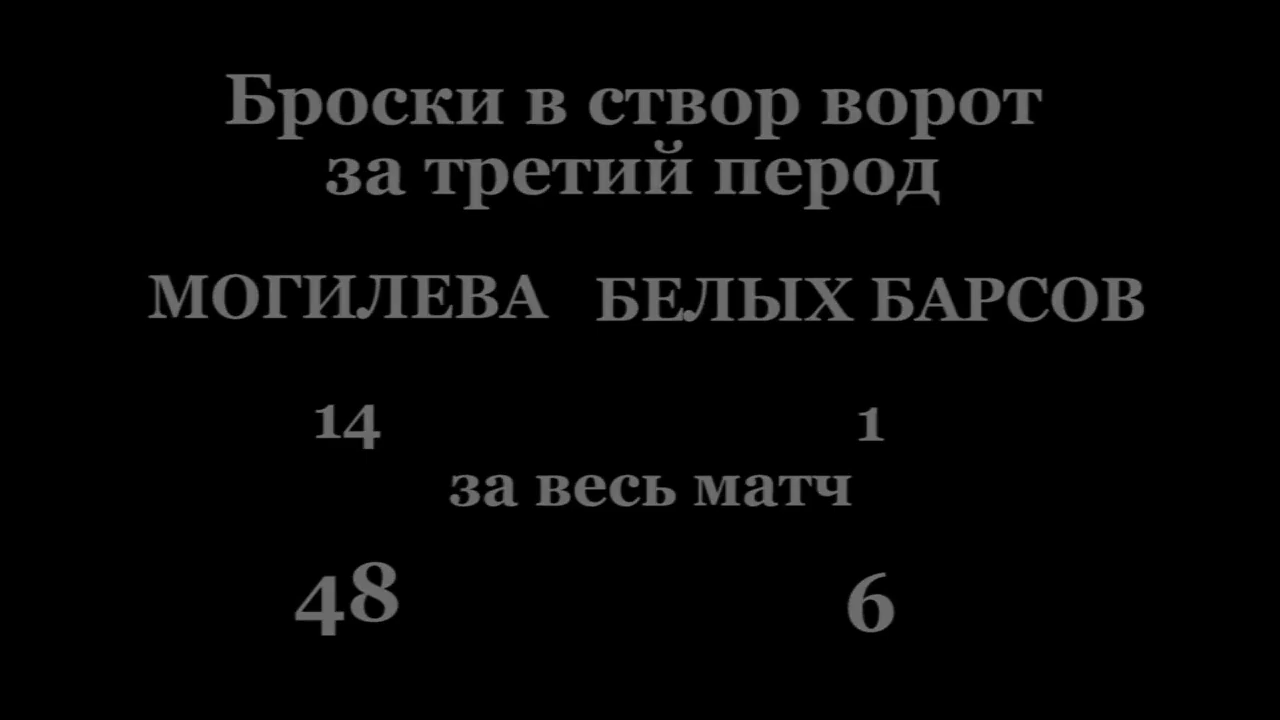 Броски в створ ворот
за третий перод
МОГИЛЕВА БЕЛЫХ БАРСОВ
14 1
за весь матч
48 6